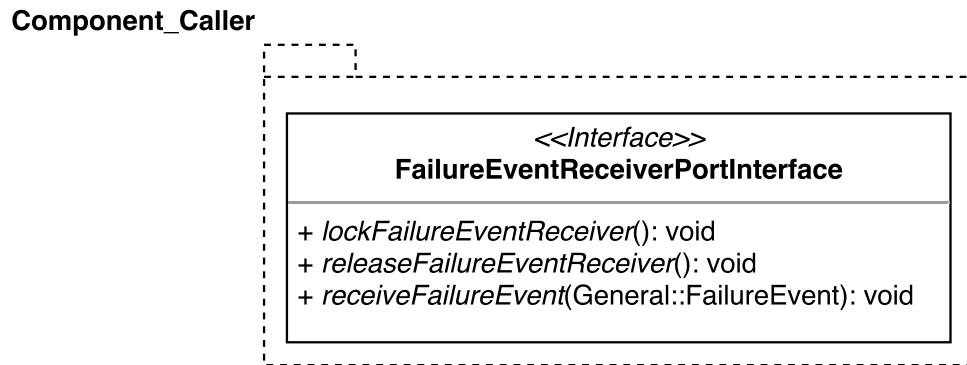 Component_Caller
<<Interface>>
FailureEventReceiverPortInterface
+ lockFailureEventReceiver(): void
+ releaseFailureEventReceiver(): void
+ receiveFailureEvent(General::FailureEvent): void